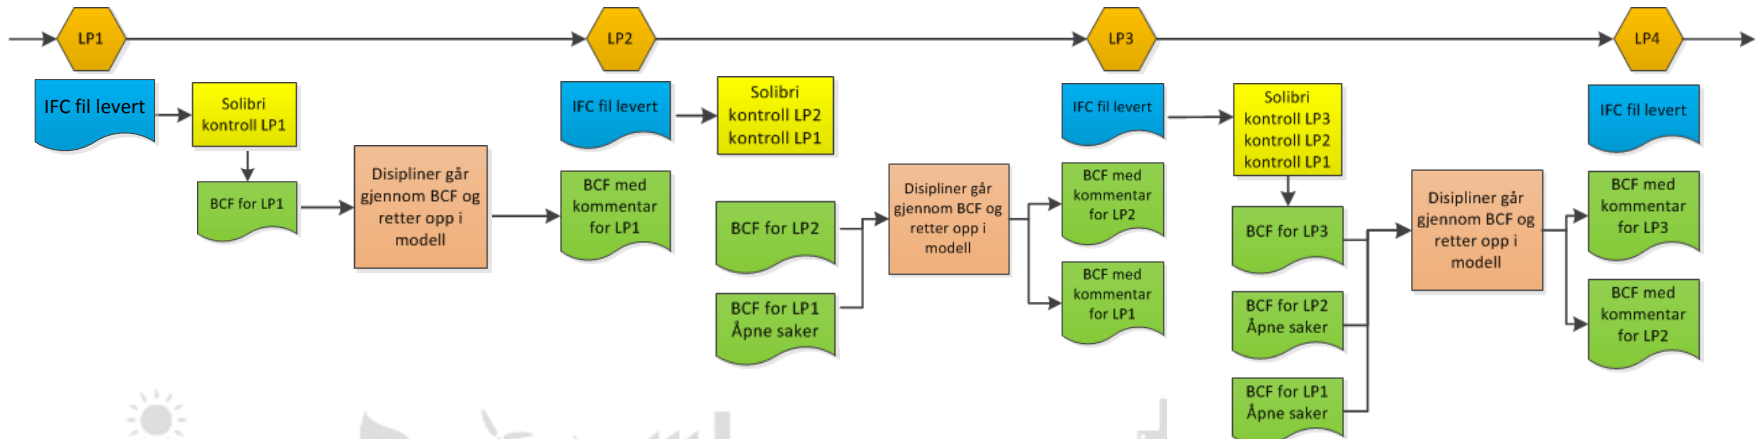 LP1
LP2
LP3
LP4
IFC fil levert
Solibri
kontroll LP1
BCF for LP1
Disipliner går
gjennom BCF og
retter opp i
modell
IFC fil levert
BCF med
kommentar
for LP1
Solibri
kontroll LP2
kontroll LP1
BCF for LP2
BCF for LP1
Åpne saker
Disipliner går
gjennom BCF og
retter opp i
modell
IFC fil levert
BCF med
kommentar
for LP2
BCF med
kommentar
for LP1
Solibri
kontroll LP3
kontroll LP2
kontroll LP1
BCF for LP3
BCF for LP2
Åpne saker
BCF for LP1
Åpne saker
Disipliner går
gjennom BCF og
retter opp i
modell
IFC fil levert
BCF med
kommentar
for LP3
BCF med
kommentar
for LP2